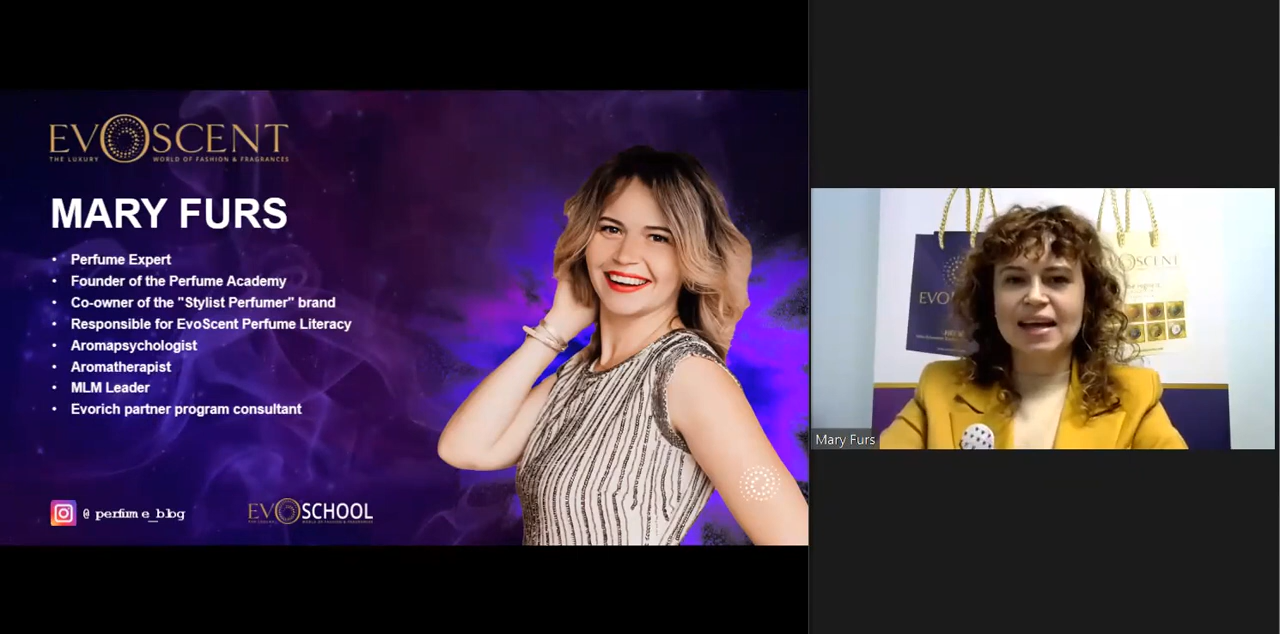 EVOSCENT
THE LUXURY WORLD OF FASHION & FRAGRANCES
MARY FURS
• Perfume Expert
• Founder of the Perfume Academy
• Co-owner of the "Stylist Perfumer" brand
• Responsible for EvoScent Perfume Literacy
• Aromapsychologist
• Aromatherapist
• MLM Leader
• Evorich partner program consultant
@ perfume_blog
EVOSCHOOL
EVO
EVOSCENT
Mary Furs